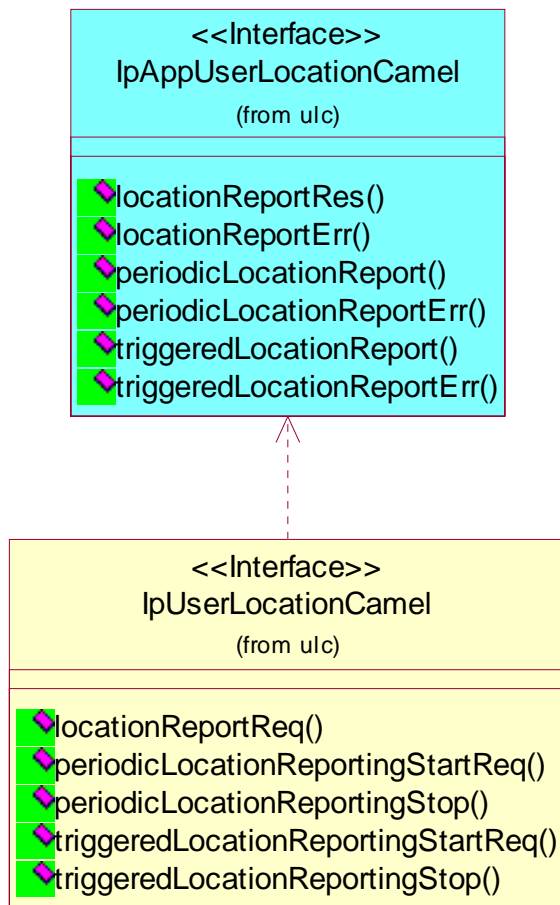 <<Interface>>
IpAppUserLocationCamel
(from ulc)
locationReportRes()
locationReportErr()
periodicLocationReport()
periodicLocationReportErr()
triggeredLocationReport()
triggeredLocationReportErr()
<<Interface>>
IpUserLocationCamel
(from ulc)
locationReportReq()
periodicLocationReportingStartReq()
periodicLocationReportingStop()
triggeredLocationReportingStartReq()
triggeredLocationReportingStop()